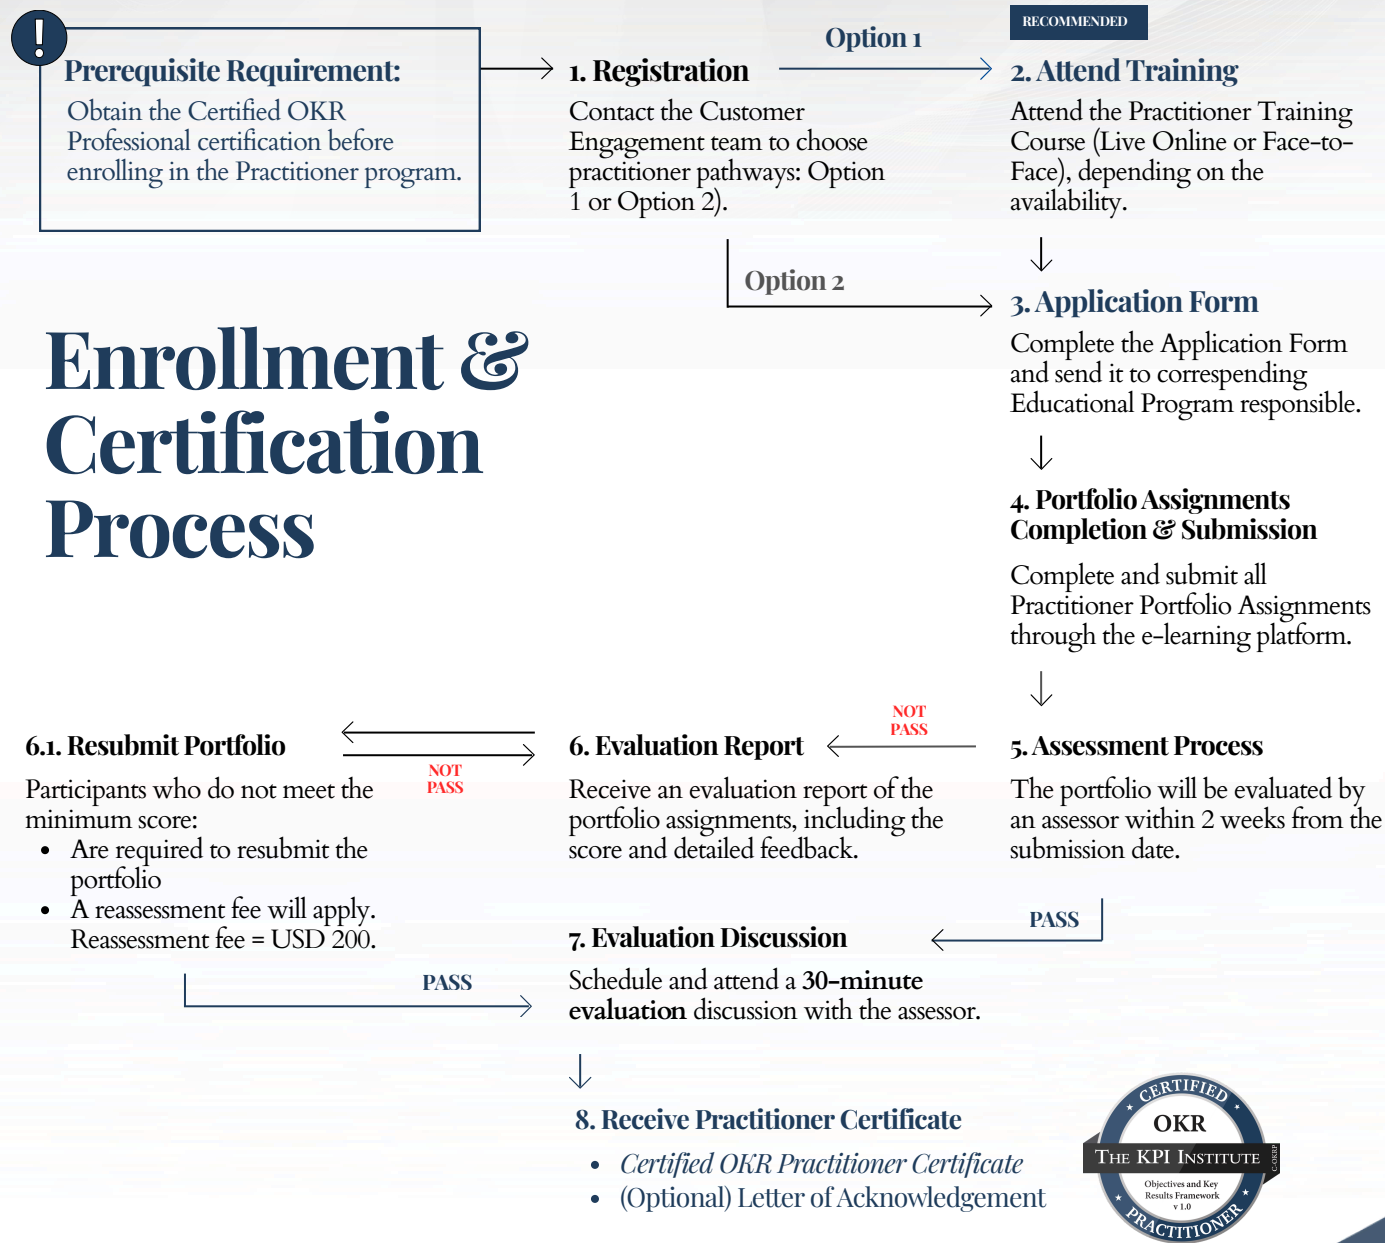 !
Prerequisite Requirement:
Obtain the Certified OKR
Professional certification before
enrolling in the Practitioner program.
1. Registration
Contact the Customer
Engagement team to choose
practitioner pathways: Option
1 or Option 2).
Option 1
RECOMMENDED
2. Attend Training
Attend the Practitioner Training
Course (Live Online or Face-to-
Face), depending on the
availability.
Option 2
3. Application Form
Complete the Application Form
and send it to correspending
Educational Program responsible.
Enrollment &
Certification
Process
4. Portfolio Assignments
Completion & Submission
Complete and submit all
Practitioner Portfolio Assignments
through the e-learning platform.
5. Assessment Process
The portfolio will be evaluated by
an assessor within 2 weeks from the
submission date.
NOT
PASS
6. Evaluation Report
Receive an evaluation report of the
portfolio assignments, including the
score and detailed feedback.
NOT
PASS
6.1. Resubmit Portfolio
Participants who do not meet the
minimum score:
• Are required to resubmit the
portfolio
• A reassessment fee will apply.
Reassessment fee = USD 200.
PASS
PASS
7. Evaluation Discussion
Schedule and attend a 30-minute
evaluation discussion with the assessor.
8. Receive Practitioner Certificate
• Certified OKR Practitioner Certificate
• (Optional) Letter of Acknowledgement
CERTIFIED
OKR
THE KPI INSTITUTE
C-OKRP
Objectives and Key
Results Framework
v 1.0
PRACTITIONER